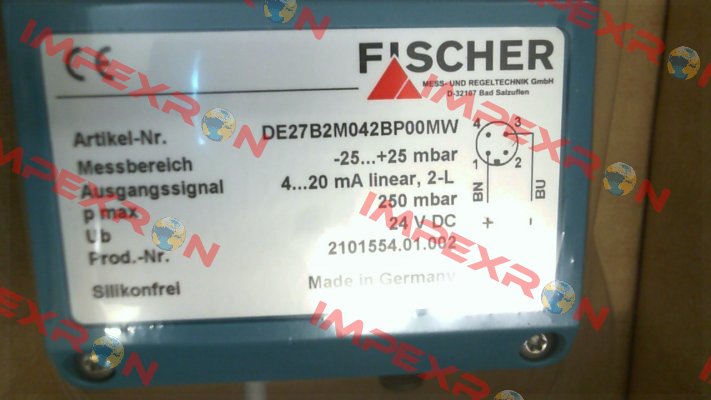 CE
FISCHER
MESS- UND REGELTECHNIK GmbH
D-32107 Bad Salzuflen
Artikel-Nr. DE27B2M042BP00MW
Messbereich -25...+25 mbar
Ausgangssignal 4...20 mA linear, 2-L
p max 250 mbar
Ub 24 V DC
Prod.-Nr. 2101554.01.002
Silikonfrei Made in Germany
4 3
1 2
BN BU
+ -
IMPEXRON
IMPEXRON
IMPEXRON
IMPEXRON
IMPEXRON
IMPEXRON